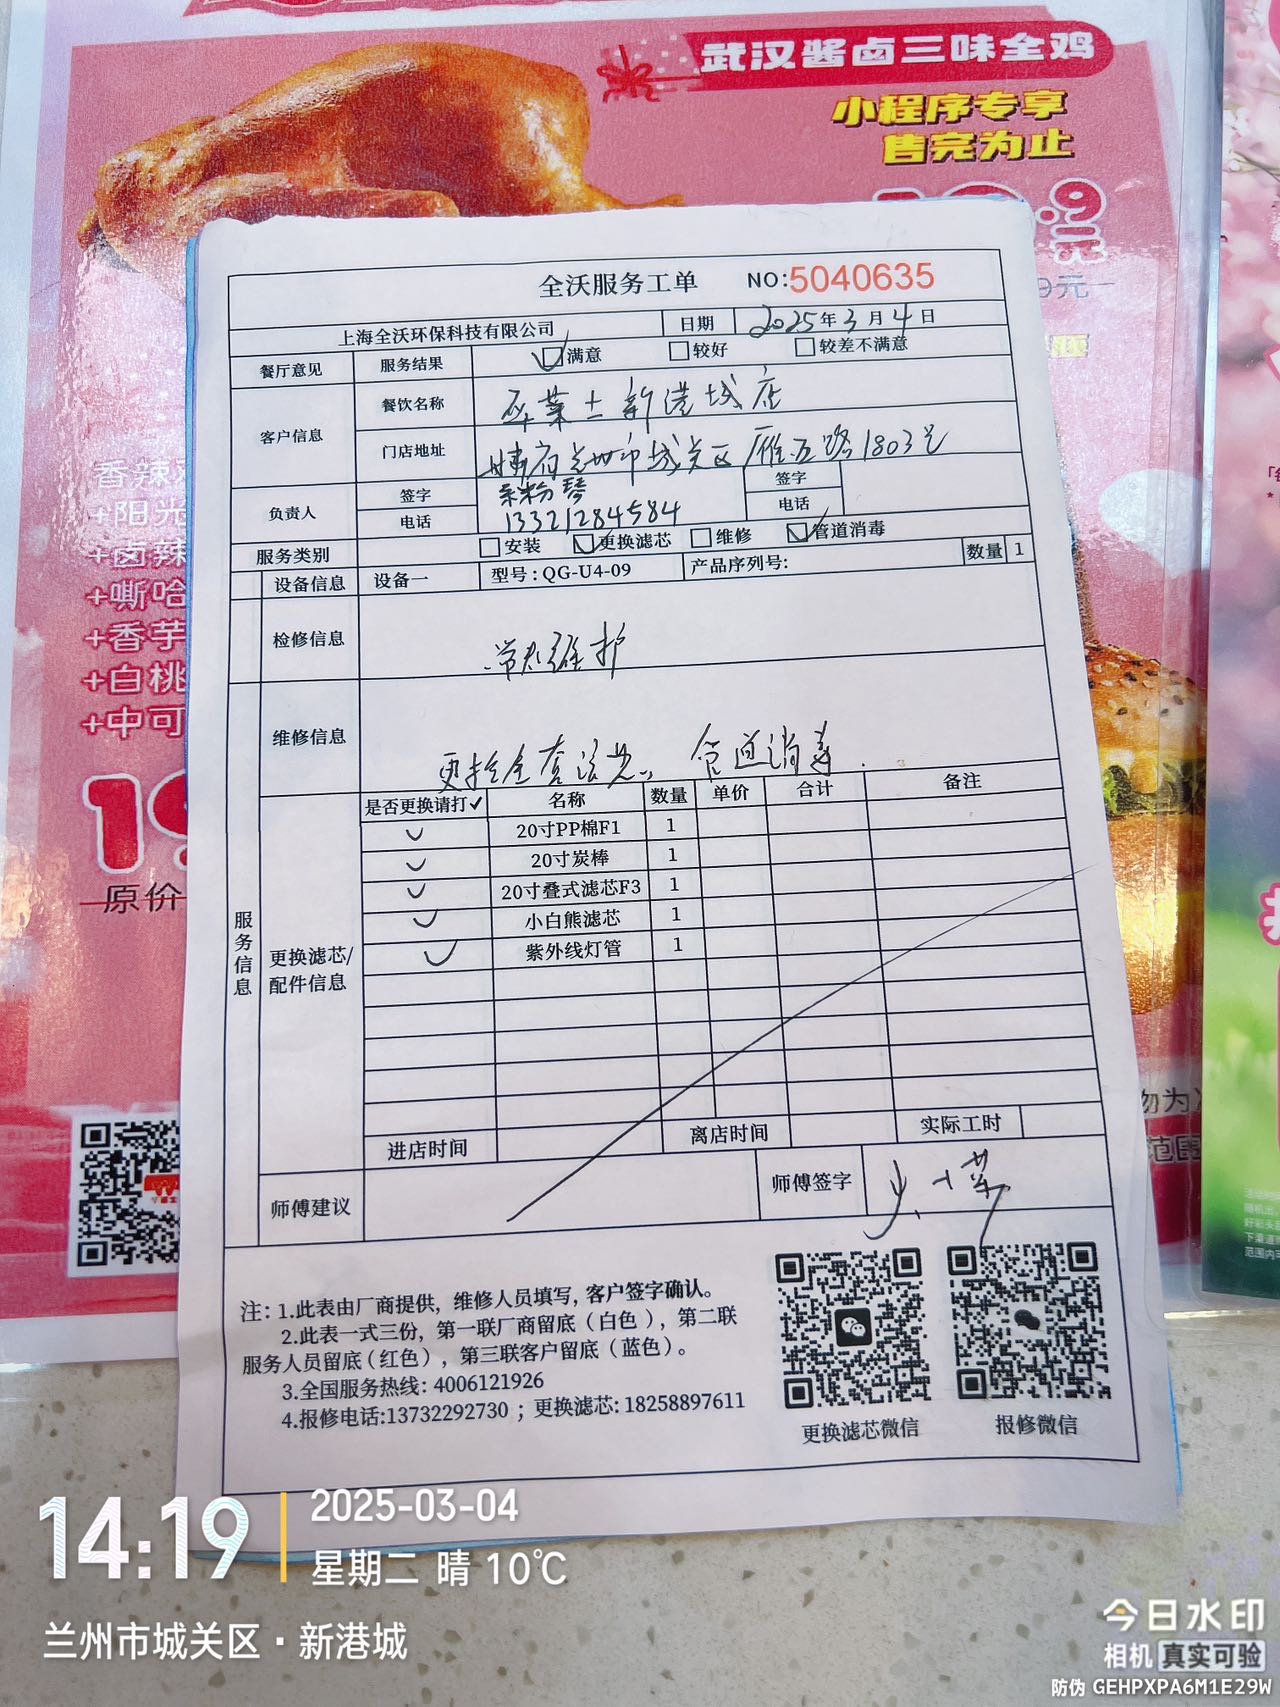 武汉酱卤三味全鸡
小程序专享
售完为止
.9元
9元
香辣
+阳光
+卤辣
+嘶哈
+香芋
+白桃
+中可
19
原价
全沃服务工单 NO:5040635
上海全沃环保科技有限公司 日期 2025年3月4日
餐厅意见 服务结果 ☑满意 □较好 □较差不满意
客户信息 餐饮名称 新港城店
门店地址 甘肃省兰州市城关区雁西路1803号
负责人 签字 签字
电话 13321284584 电话
服务类别 □安装 ☑更换滤芯 □维修 ☑管道消毒
设备信息 设备一 型号:QG-U4-09 产品序列号: 数量 1
检修信息 常规维护
维修信息 更换全套滤芯、管道消毒.
服务信息
更换滤芯/配件信息
是否更换请打✓ 名称 数量 单价 合计 备注
✓ 20寸PP棉F1 1
✓ 20寸炭棒 1
✓ 20寸叠式滤芯F3 1
✓ 小白熊滤芯 1
✓ 紫外线灯管 1
进店时间 离店时间 实际工时
师傅建议 师傅签字
注: 1.此表由厂商提供，维修人员填写, 客户签字确认。
2.此表一式三份，第一联厂商留底（白色），第二联
服务人员留底（红色），第三联客户留底（蓝色）。
3.全国服务热线: 4006121926
4.报修电话:13732292730 ；更换滤芯: 18258897611
更换滤芯微信 报修微信
14:19 2025-03-04
星期二 晴 10℃
兰州市城关区·新港城
今日水印
相机 真实可验
防伪 GEHPXPA6M1E29W